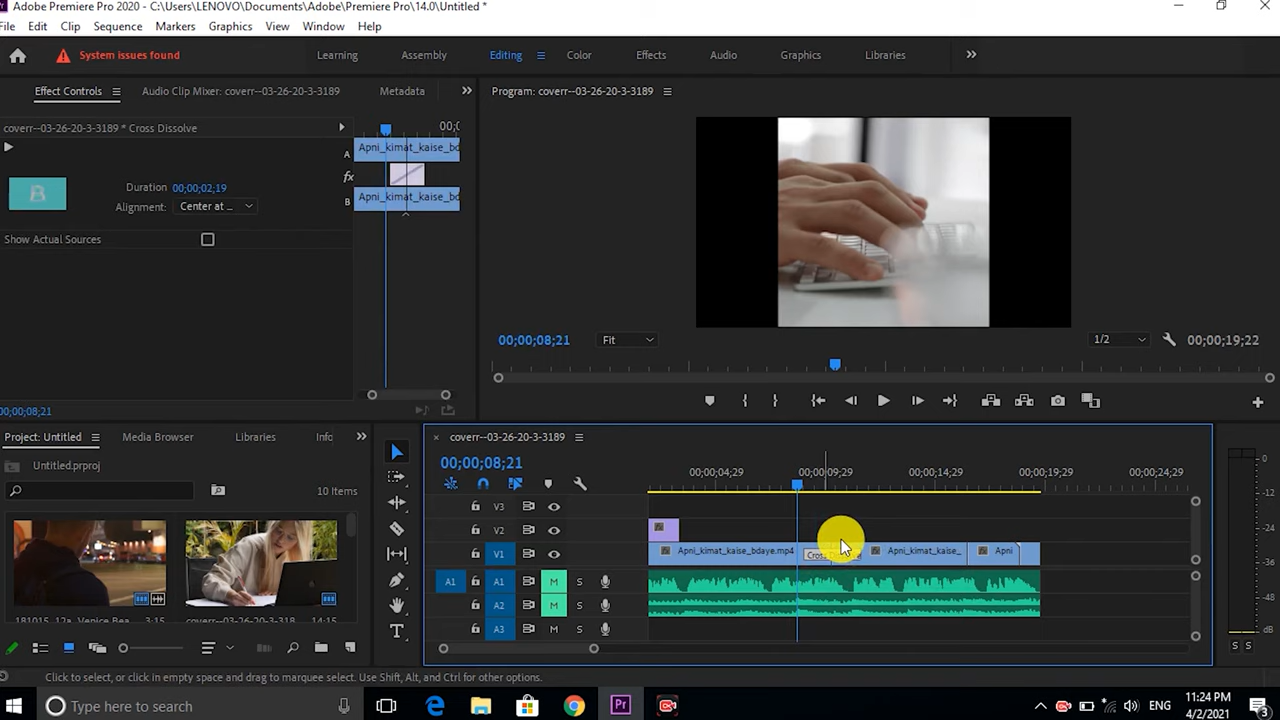 Adobe Premiere Pro 2020 - C:\Users\LENOVO\Documents\Adobe\Premiere Pro\14.0\Untitled *
File Edit Clip Sequence Markers Graphics View Window Help
System issues found Learning Assembly Editing Color Effects Audio Graphics Libraries
Effect Controls Audio Clip Mixer: coverr--03-26-20-3-3189 Metadata
Program: coverr--03-26-20-3-3189
coverr--03-26-20-3-3189 * Cross Dissolve
00;0
A Apni_kimat_kaise_bd
fx
B Apni_kimat_kaise_bd
B
Duration 00;00;02;19
Alignment: Center at ...
Show Actual Sources
00;00;08;21
00;00;08;21 Fit 1/2 00;00;19;22
Project: Untitled Media Browser Libraries Info
Untitled.prproj
10 Items
3:15
coverr--03-26-20-3-318...
coverr--03-26-20-3-3189
00;00;08;21
00;00;04;29 00;00;09;29 00;00;14;29 00;00;19;29 00;00;24;29
V3
V2
V1 Apni_kimat_kaise_bdaye.mp4 Cross Apni_kimat_kaise_ Apni
A1 A1 M S
A2 M S
A3 M S
0
-12
-24
-36
-48
dB
S S
Click to select, or click in empty space and drag to marquee select. Use Shift, Alt, and Ctrl for other options.
Type here to search
Pr
ENG
11:24 PM
4/2/2021
3